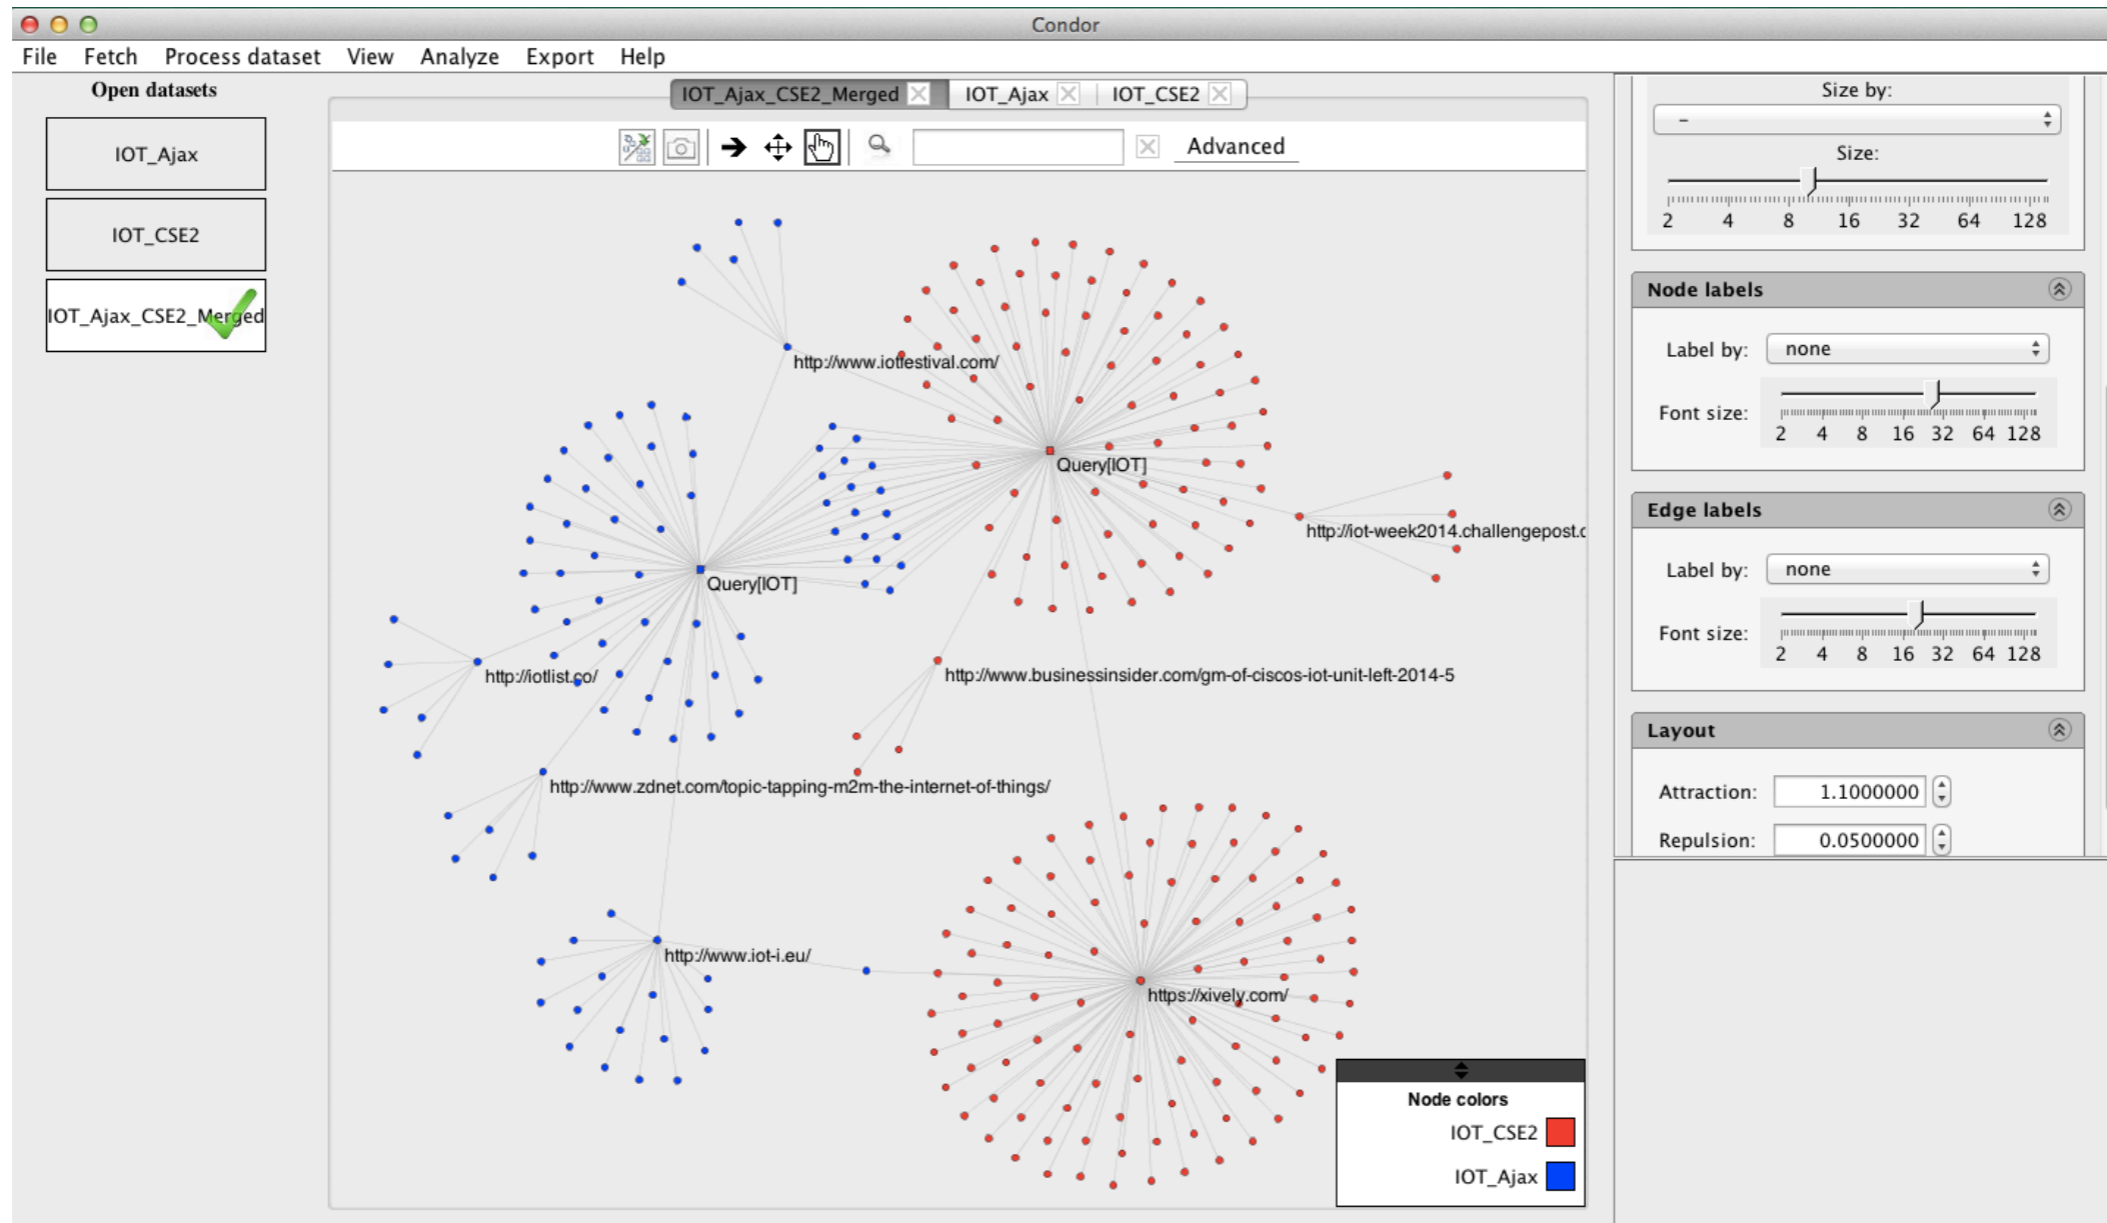 Condor
File Fetch Process dataset View Analyze Export Help
Open datasets
IOT_Ajax
IOT_CSE2
IOT_Ajax_CSE2_Merged
IOT_Ajax_CSE2_Merged IOT_Ajax IOT_CSE2
Advanced
http://www.iotfestival.com/
Query[IOT]
http://iot-week2014.challengepost.c
Query[IOT]
http://iotlist.co/
http://www.businessinsider.com/gm-of-ciscos-iot-unit-left-2014-5
http://www.zdnet.com/topic-tapping-m2m-the-internet-of-things/
http://www.iot-i.eu/
https://xively.com/
Node colors
IOT_CSE2
IOT_Ajax
Size by:
–
Size:
2 4 8 16 32 64 128
Node labels
Label by: none
Font size:
2 4 8 16 32 64 128
Edge labels
Label by: none
Font size:
2 4 8 16 32 64 128
Layout
Attraction: 1.1000000
Repulsion: 0.0500000